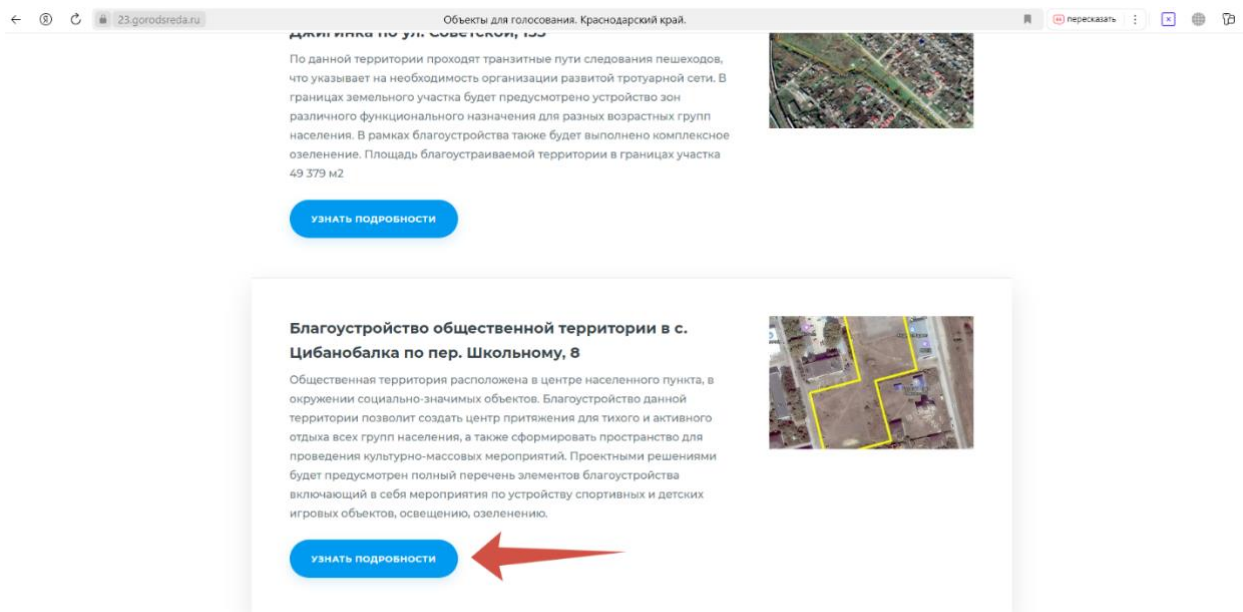 23.gorodsreda.ru
Объекты для голосования. Краснодарский край.
пересказать
Джигинка по ул. Советской, 153
По данной территории проходят транзитные пути следования пешеходов,
что указывает на необходимость организации развитой тротуарной сети. В
границах земельного участка будет предусмотрено устройство зон
различного функционального назначения для разных возрастных групп
населения. В рамках благоустройства также будет выполнено комплексное
озеленение. Площадь благоустраиваемой территории в границах участка
49 379 м2
УЗНАТЬ ПОДРОБНОСТИ
Благоустройство общественной территории в с.
Цибанобалка по пер. Школьному, 8
Общественная территория расположена в центре населенного пункта, в
окружении социально-значимых объектов. Благоустройство данной
территории позволит создать центр притяжения для тихого и активного
отдыха всех групп населения, а также сформировать пространство для
проведения культурно-массовых мероприятий. Проектными решениями
будет предусмотрен полный перечень элементов благоустройства
включающий в себя мероприятия по устройству спортивных и детских
игровых объектов, освещению, озеленению.
УЗНАТЬ ПОДРОБНОСТИ